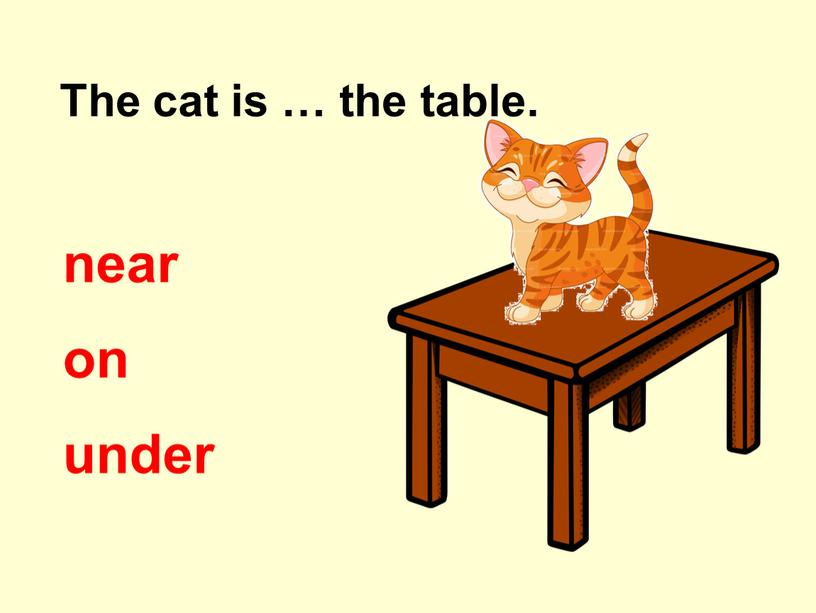 The cat is … the table.
near
on
under